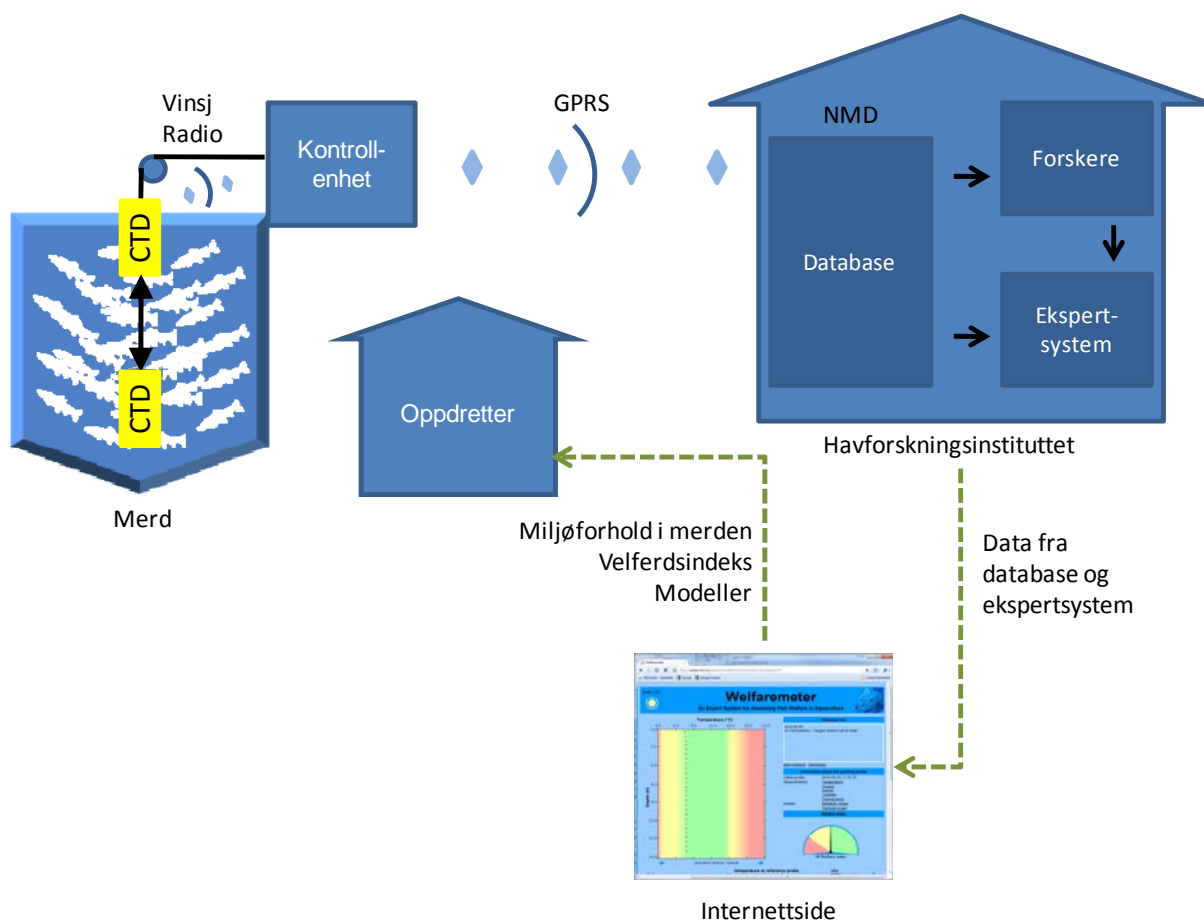 Vinsj
Radio
Kontroll-
enhet
GPRS
NMD
Forskere
Database
Ekspert-
system
Havforskningsinstituttet
CTD
CTD
Merd
Oppdretter
Miljøforhold i merden
Velferdsindeks
Modeller
Data fra
database og
ekspertsystem
Welfaremeter
An Expert System for Assessing Fish Welfare in Aquaculture
Temperature (°C)
Internettside